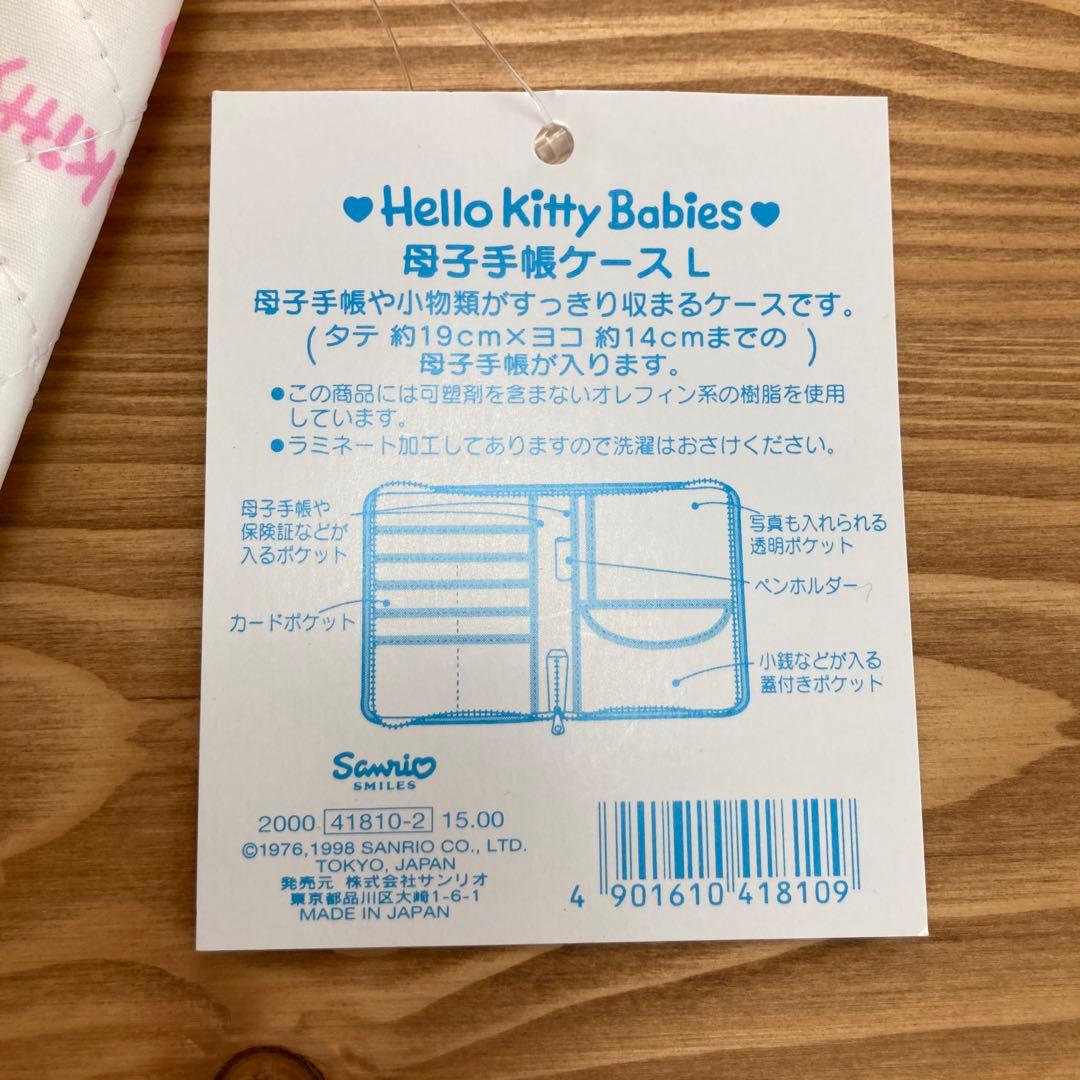 kitty
♥Hello Kitty Babies♥
母子手帳ケース L
母子手帳や小物類がすっきり収まるケースです。
(タテ 約19cm×ヨコ 約14cmまでの
母子手帳が入ります。)
●この商品には可塑剤を含まないオレフィン系の樹脂を使用
しています。
●ラミネート加工してありますので洗濯はおさけください。
母子手帳や
保険証などが
入るポケット
カードポケット
写真も入れられる
透明ポケット
ペンホルダー
小銭などが入る
蓋付きポケット
Sanrio
SMILES
2000 41810-2 15.00
©1976,1998 SANRIO CO., LTD.
TOKYO, JAPAN
発売元 株式会社サンリオ
東京都品川区大崎1-6-1
MADE IN JAPAN
4 901610 418109